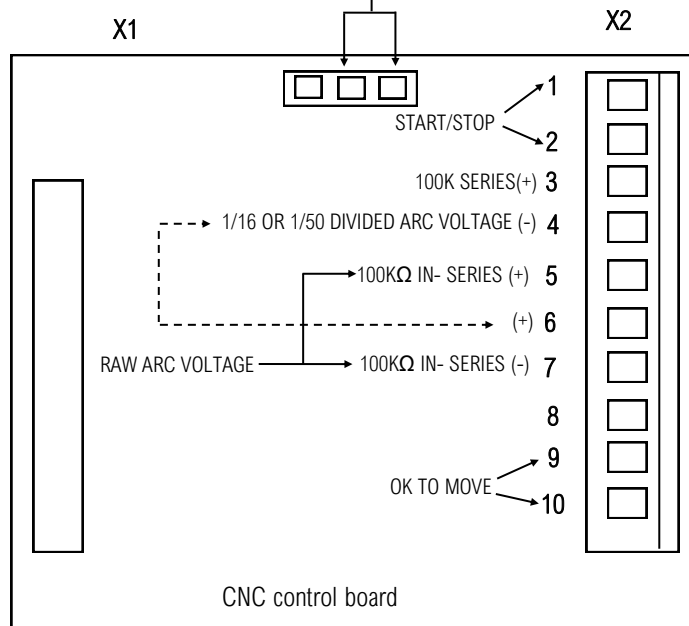 X1
X2
START/STOP
1
2
100K SERIES(+) 3
1/16 OR 1/50 DIVIDED ARC VOLTAGE (-) 4
100KΩ IN- SERIES (+) 5
(+) 6
RAW ARC VOLTAGE
100KΩ IN- SERIES (-) 7
8
OK TO MOVE
9
10
CNC control board